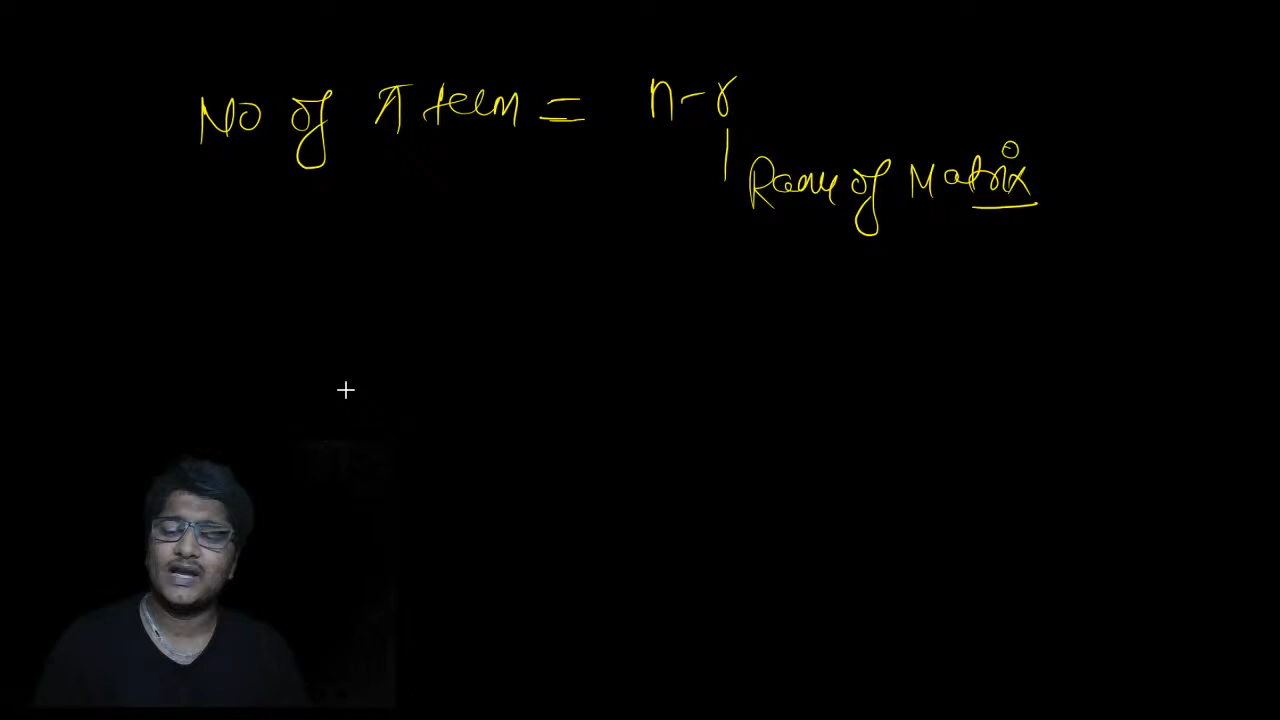 No of π term = n-r
Rank of Matrix